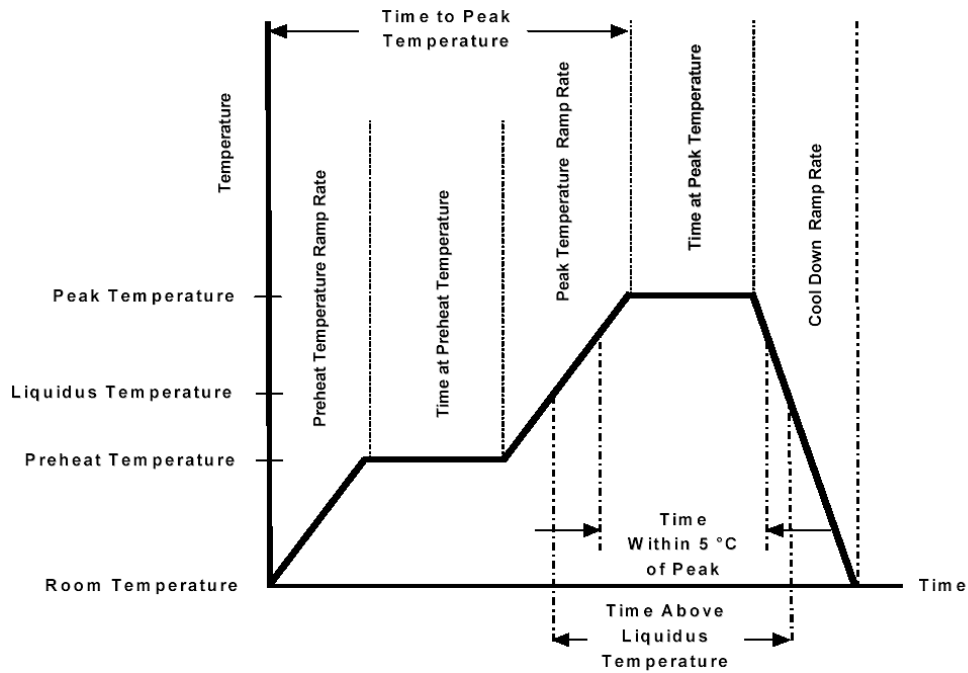 Time to Peak
Temperature
Temperature
Preheat Temperature Ramp Rate
Time at Preheat Temperature
Peak Temperature Ramp Rate
Time at Peak Temperature
Cool Down Ramp Rate
Peak Temperature
Liquidus Temperature
Preheat Temperature
Room Temperature
Time
Within 5 °C
of Peak
Time
Time Above
Liquidus
Temperature